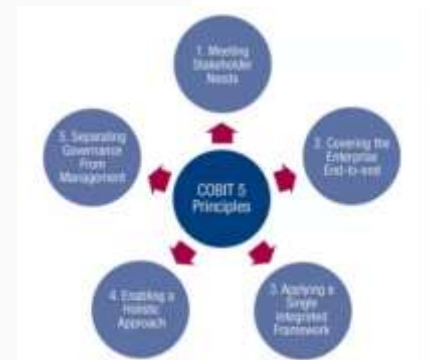 1. Meeting
Stakeholder
Needs
5. Separating
Governance
From
Management
2. Covering the
Enterprise
End-to-end
COBIT 5
Principles
4. Enabling a
Holistic
Approach
3. Applying a
Single
Integrated
Framework